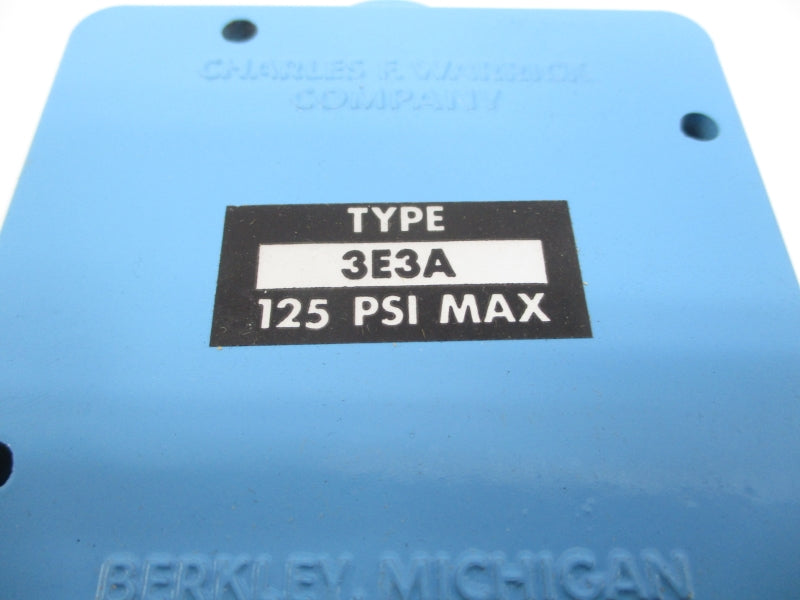 CHARLES F. WARRICK
COMPANY
TYPE
3E3A
125 PSI MAX
BERKLEY, MICHIGAN